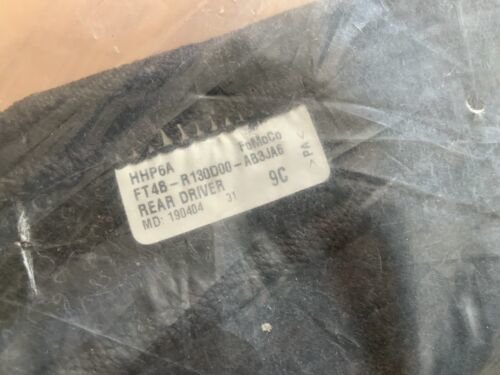 HHP6A
FoMoCo
FT4B-R130D00-AB3JA6
>PA<
REAR DRIVER
9C
MD: 190404
31